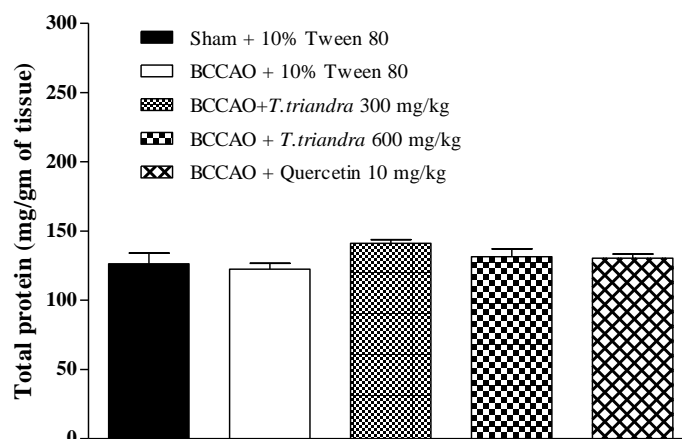 300
250
200
150
100
50
0
Total protein (mg/gm of tissue)
Sham + 10% Tween 80
BCCAO + 10% Tween 80
BCCAO+T.triandra 300 mg/kg
BCCAO + T.triandra 600 mg/kg
BCCAO + Quercetin 10 mg/kg